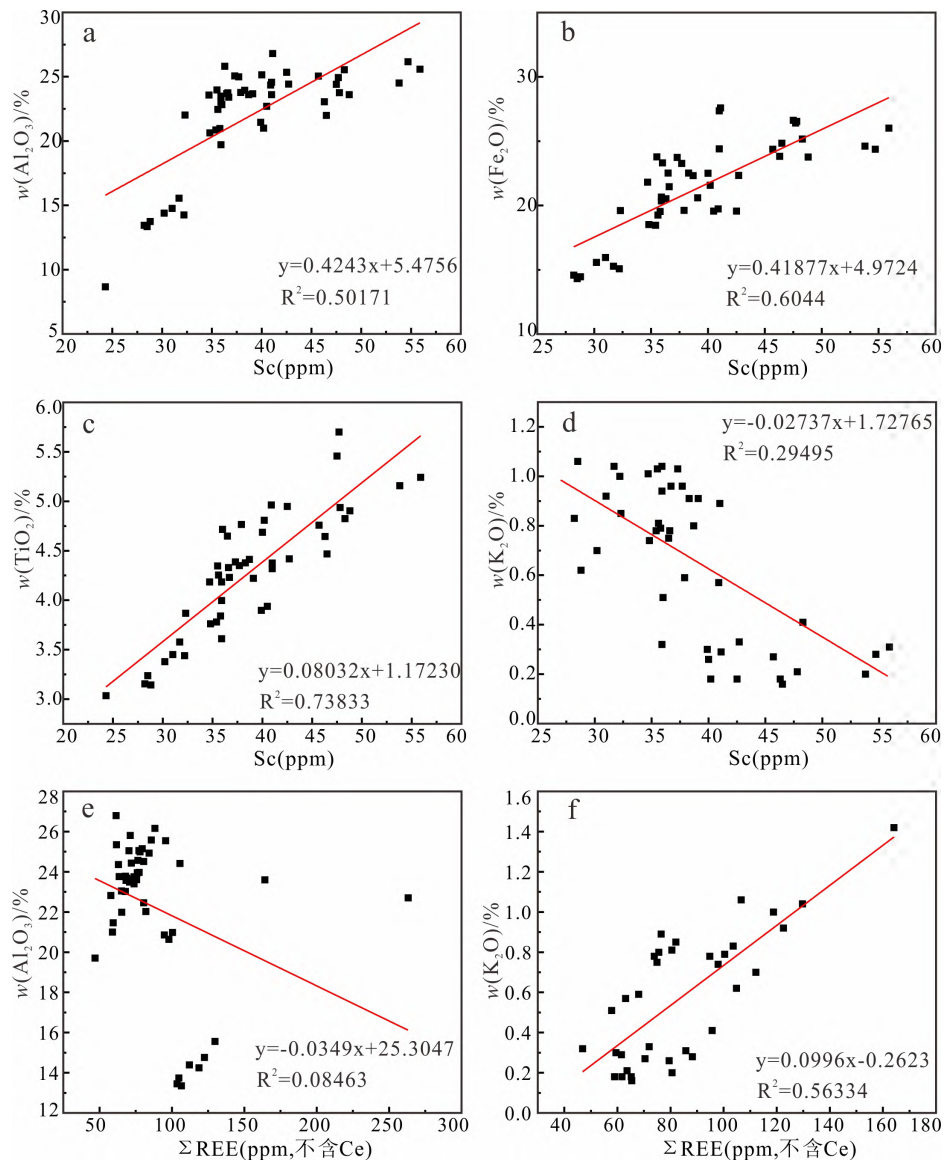 a
30
25
20
15
10
5
w(Al₂O₃)/%
y=0.4243x+5.4756
R²=0.50171
20 25 30 35 40 45 50 55 60
Sc(ppm)
b
35
30
20
10
w(Fe₂O)/%
y=0.41877x+4.9724
R²=0.6044
25 30 35 40 45 50 55 60
Sc(ppm)
c
6.0
5.5
5.0
4.5
4.0
3.5
3.0
w(TiO₂)/%
y=0.08032x+1.17230
R²=0.73833
20 25 30 35 40 45 50 55 60
Sc(ppm)
d
y=-0.02737x+1.72765
R²=0.29495
1.2
1.0
0.8
0.6
0.4
0.2
0.0
w(K₂O)/%
25 30 35 40 45 50 55 60
Sc(ppm)
e
28
26
24
22
20
18
16
14
12
w(Al₂O₃)/%
y=-0.0349x+25.3047
R²=0.08463
50 100 150 200 250 300
ΣREE(ppm,不含Ce)
f
1.6
1.4
1.2
1.0
0.8
0.6
0.4
0.2
0.0
w(K₂O)/%
y=0.0996x-0.2623
R²=0.56334
40 60 80 100 120 140 160 180
ΣREE(ppm,不含Ce)